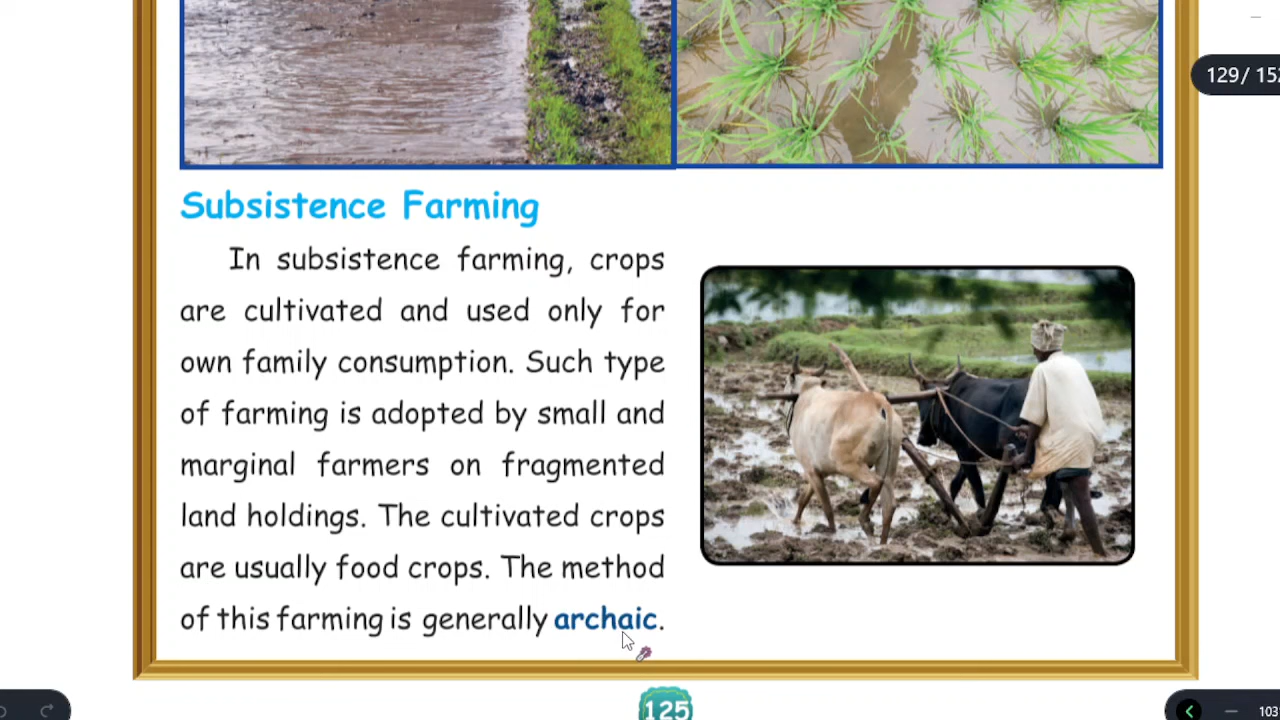 129/ 152
Subsistence Farming
In subsistence farming, crops
are cultivated and used only for
own family consumption. Such type
of farming is adopted by small and
marginal farmers on fragmented
land holdings. The cultivated crops
are usually food crops. The method
of this farming is generally archaic.
125
103